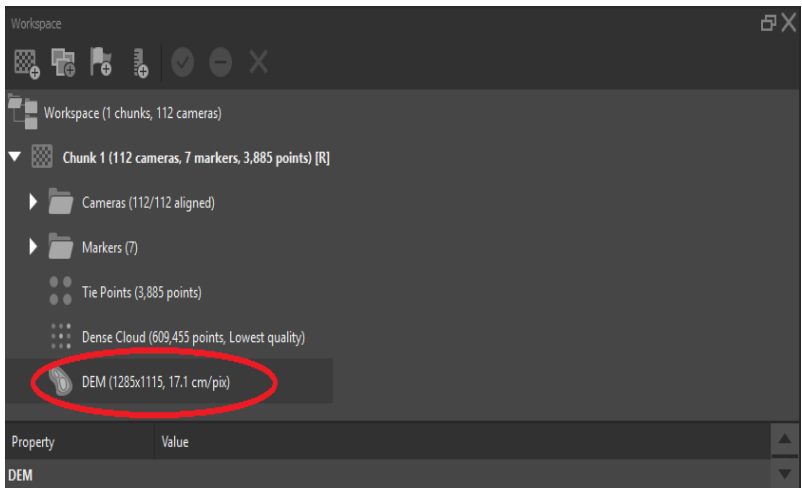 Workspace
Workspace (1 chunks, 112 cameras)
Chunk 1 (112 cameras, 7 markers, 3,885 points) [R]
Cameras (112/112 aligned)
Markers (7)
Tie Points (3,885 points)
Dense Cloud (609,455 points, Lowest quality)
DEM (1285x1115, 17.1 cm/pix)
Property Value
DEM